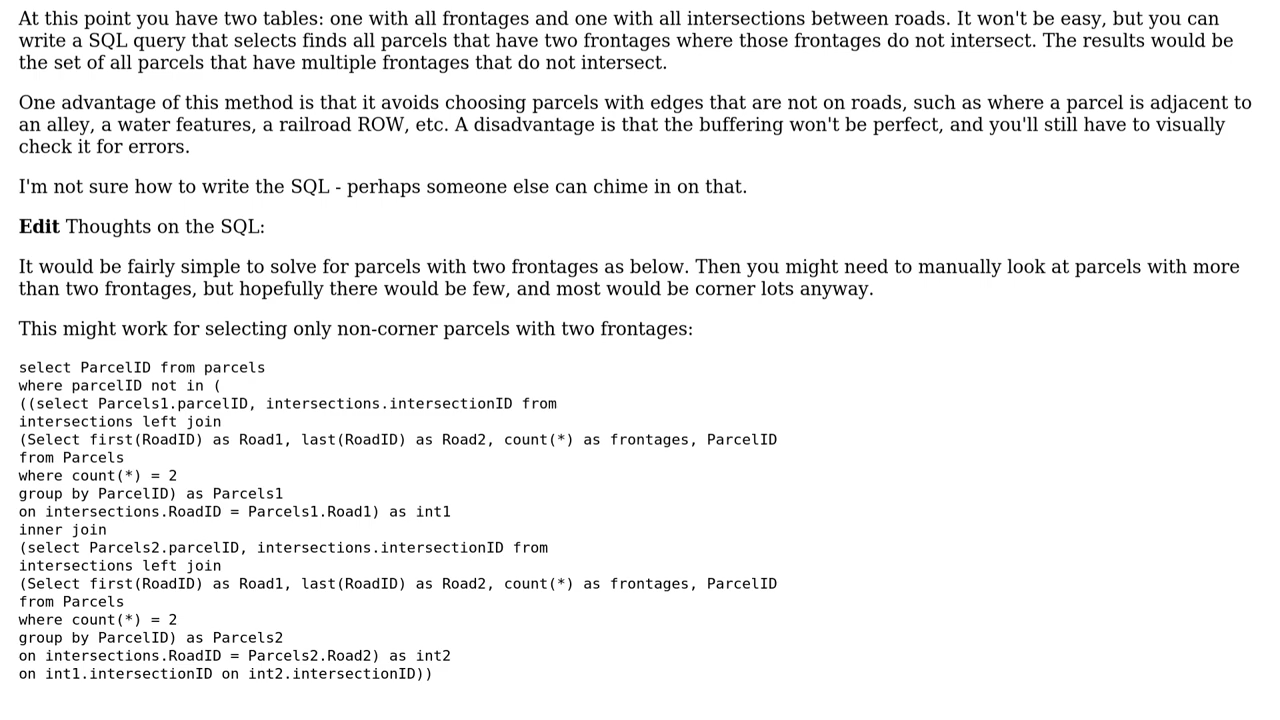 At this point you have two tables: one with all frontages and one with all intersections between roads. It won't be easy, but you can
write a SQL query that selects finds all parcels that have two frontages where those frontages do not intersect. The results would be
the set of all parcels that have multiple frontages that do not intersect.
One advantage of this method is that it avoids choosing parcels with edges that are not on roads, such as where a parcel is adjacent to
an alley, a water features, a railroad ROW, etc. A disadvantage is that the buffering won't be perfect, and you'll still have to visually
check it for errors.
I'm not sure how to write the SQL - perhaps someone else can chime in on that.
Edit Thoughts on the SQL:
It would be fairly simple to solve for parcels with two frontages as below. Then you might need to manually look at parcels with more
than two frontages, but hopefully there would be few, and most would be corner lots anyway.
This might work for selecting only non-corner parcels with two frontages:
select ParcelID from parcels
where parcelID not in (
((select Parcels1.parcelID, intersections.intersectionID from
intersections left join
(Select first(RoadID) as Road1, last(RoadID) as Road2, count(*) as frontages, ParcelID
from Parcels
where count(*) = 2
group by ParcelID) as Parcels1
on intersections.RoadID = Parcels1.Road1) as int1
inner join
(select Parcels2.parcelID, intersections.intersectionID from
intersections left join
(Select first(RoadID) as Road1, last(RoadID) as Road2, count(*) as frontages, ParcelID
from Parcels
where count(*) = 2
group by ParcelID) as Parcels2
on intersections.RoadID = Parcels2.Road2) as int2
on int1.intersectionID on int2.intersectionID))